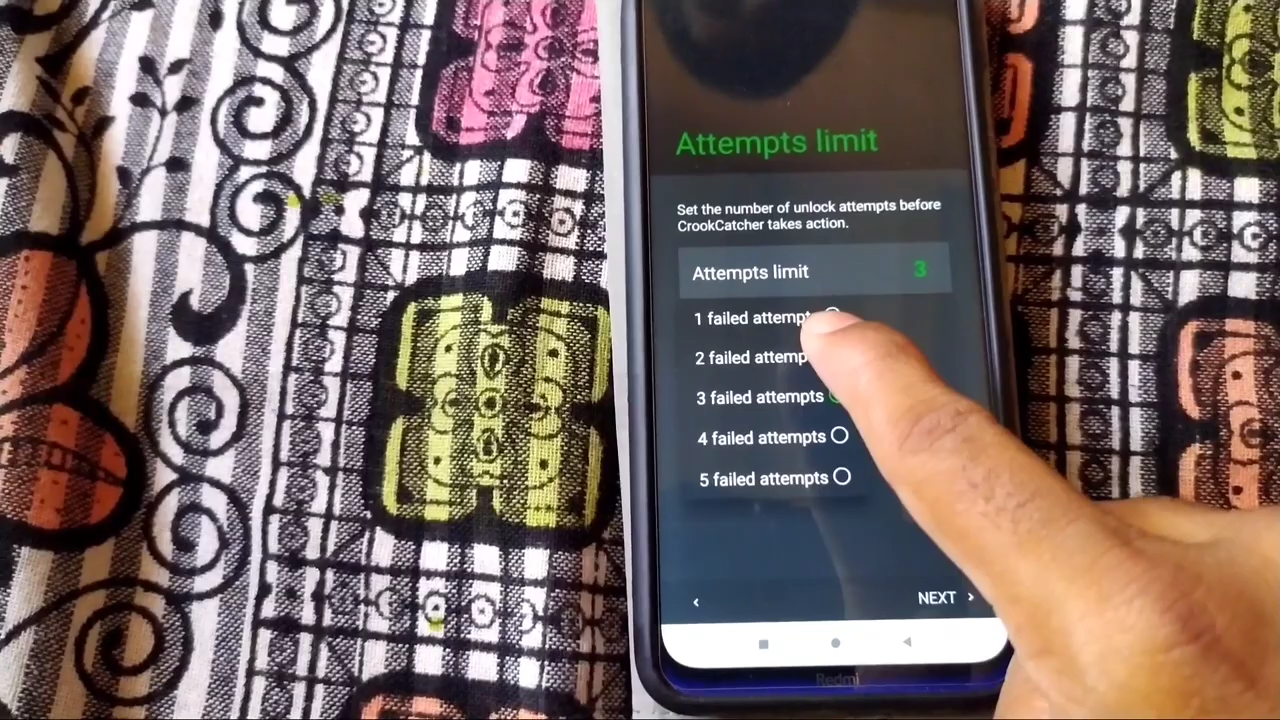 Attempts limit
Set the number of unlock attempts before
CrookCatcher takes action.
Attempts limit 3
1 failed attempt
2 failed attemp
3 failed attempts
4 failed attempts
5 failed attempts
NEXT
Redmi